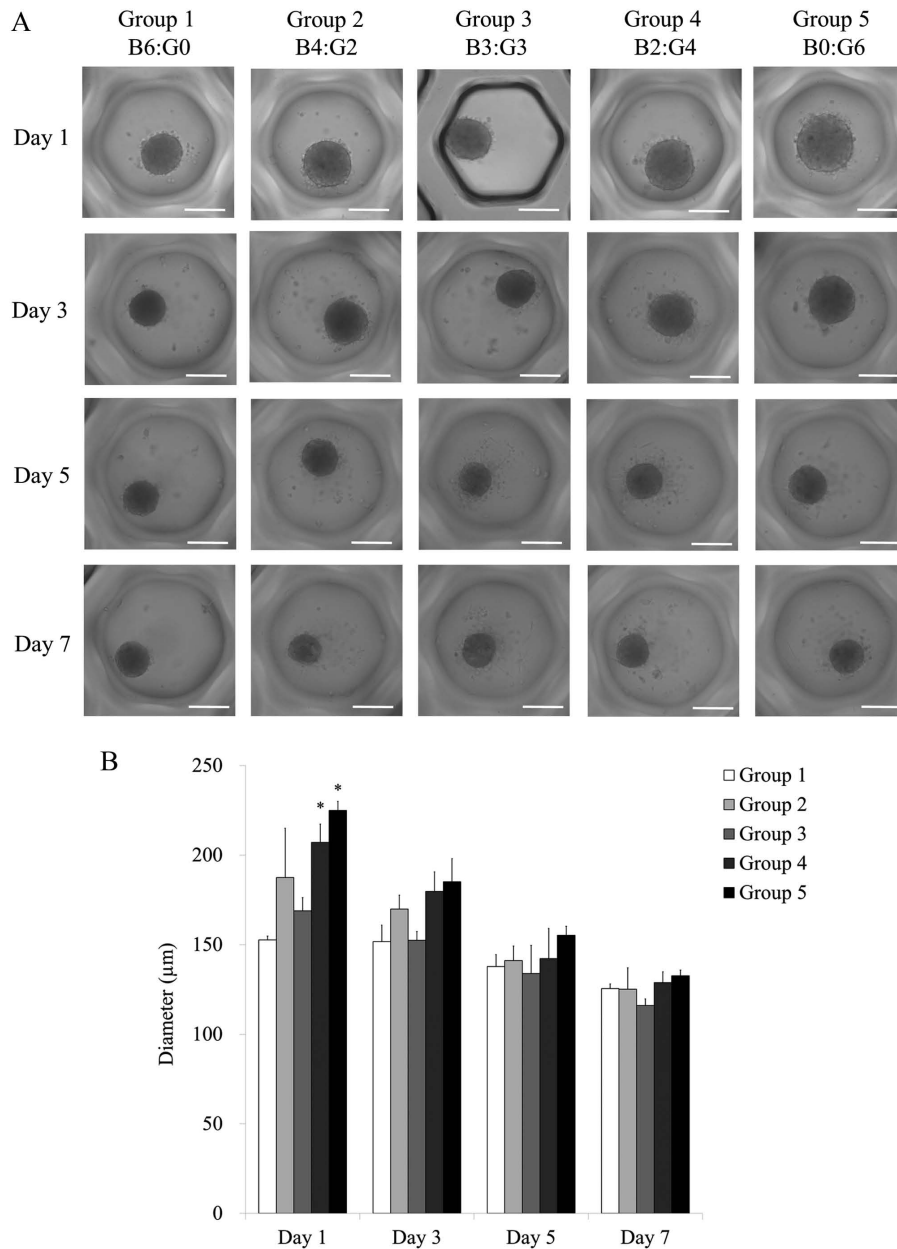 A
Group 1
B6:G0
Group 2
B4:G2
Group 3
B3:G3
Group 4
B2:G4
Group 5
B0:G6
Day 1
Day 3
Day 5
Day 7
B
250
200
150
100
50
0
Diameter (μm)
*
*
Group 1
Group 2
Group 3
Group 4
Group 5
Day 1
Day 3
Day 5
Day 7